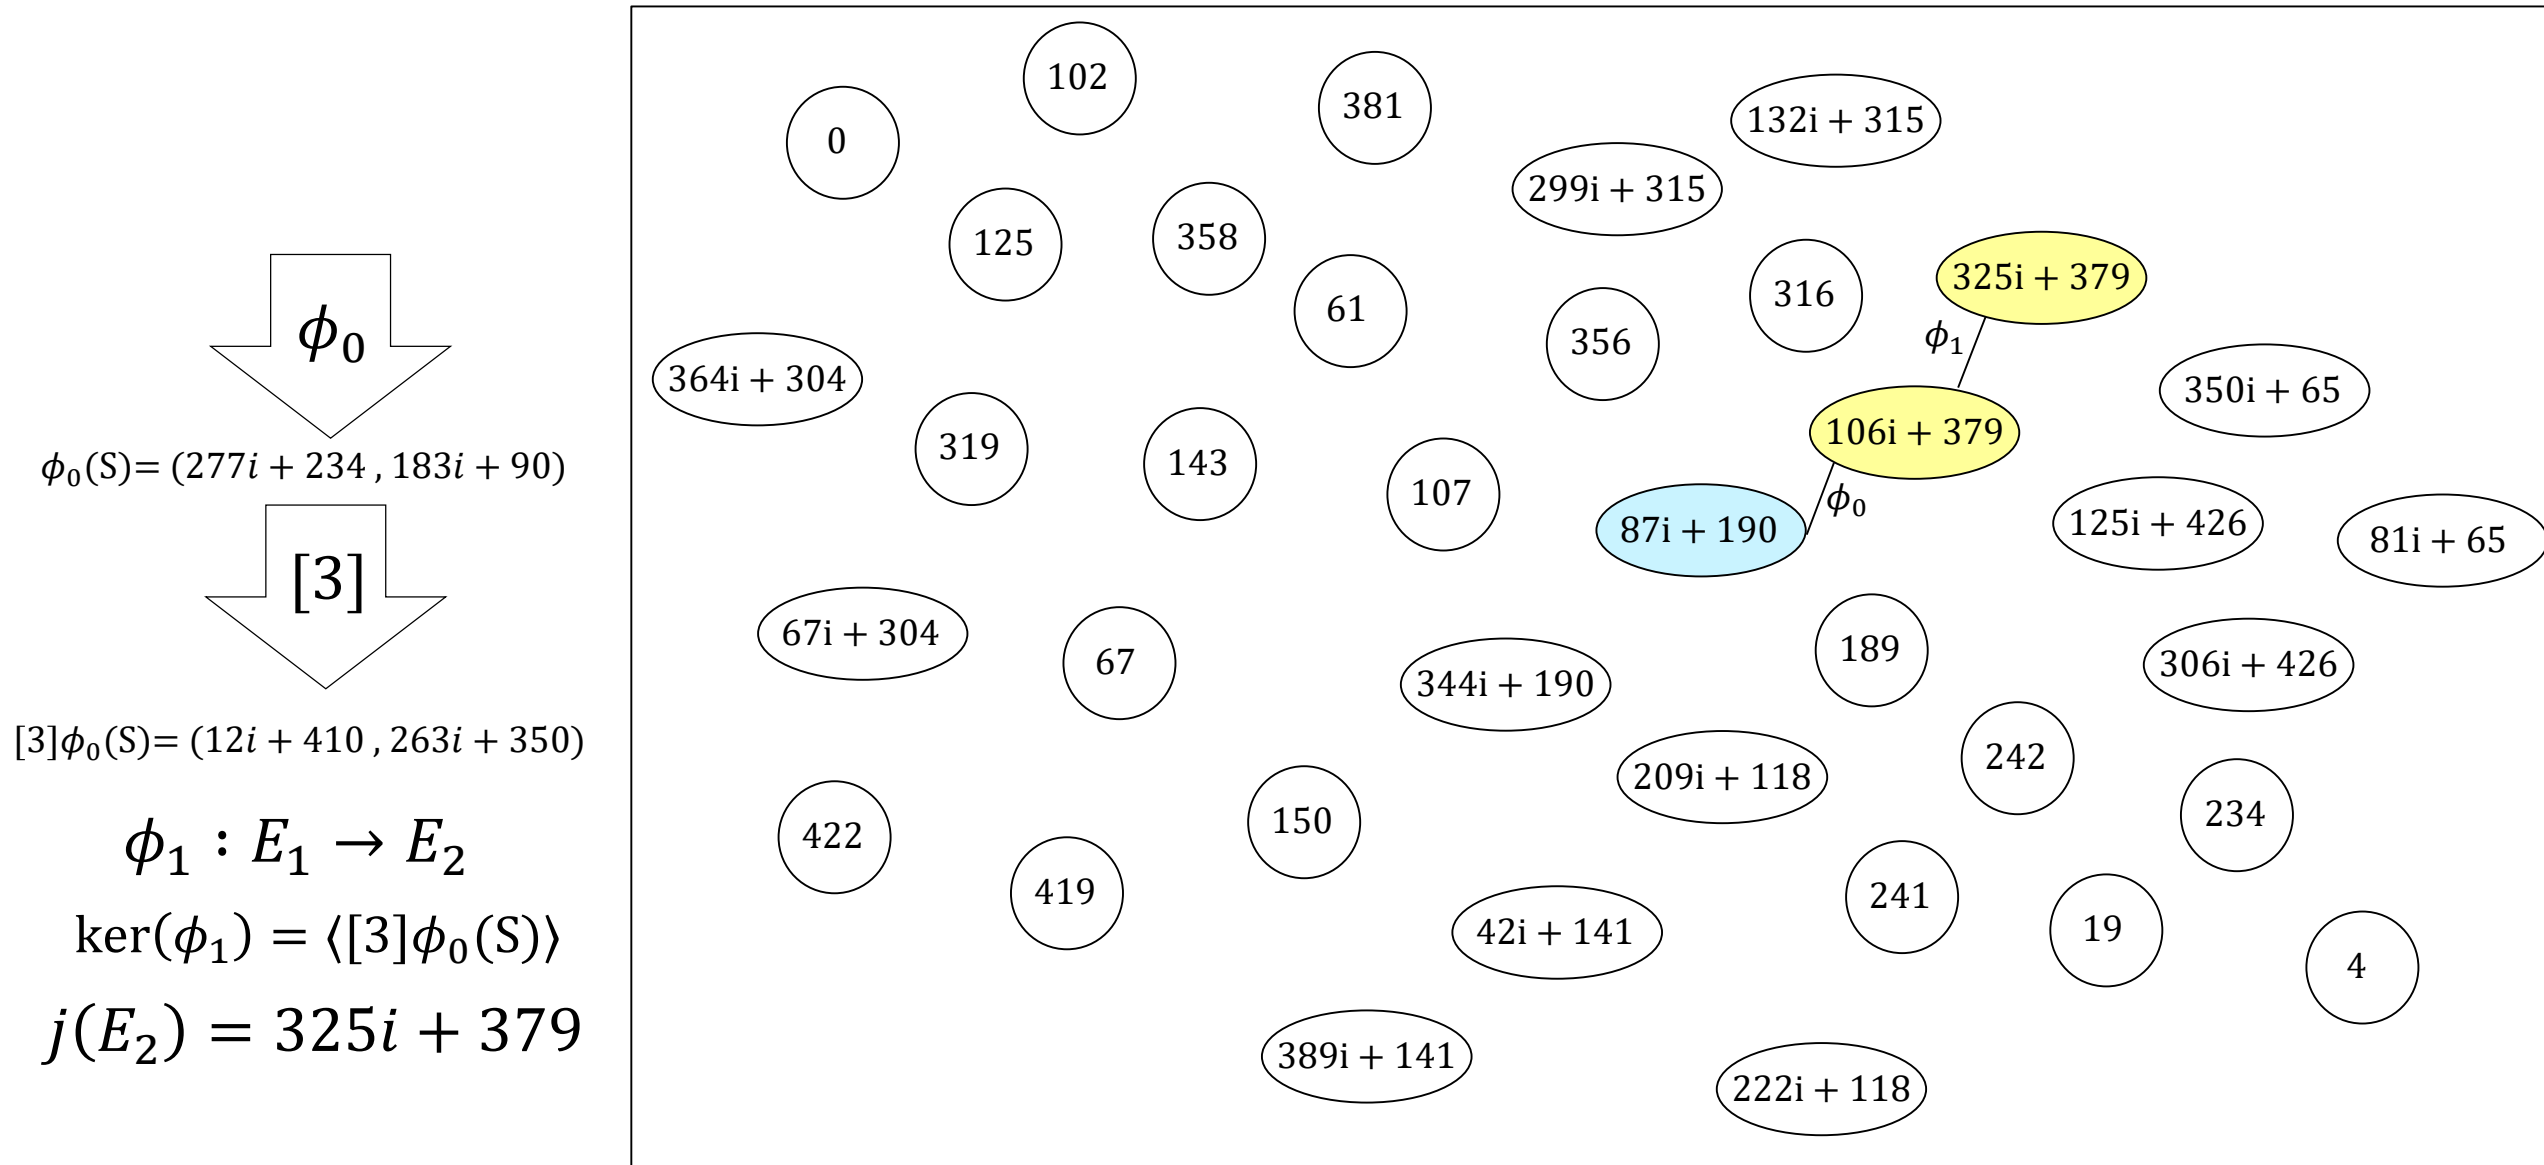 ϕ₀
ϕ₀(S)= (277i + 234 , 183i + 90)
[3]
[3]ϕ₀(S)= (12i + 410 , 263i + 350)
ϕ₁ : E₁ → E₂
ker(ϕ₁) = ⟨[3]ϕ₀(S)⟩
j(E₂) = 325i + 379
102
381
132i + 315
0
299i + 315
125
358
325i + 379
316
61
356
ϕ₁
364i + 304
350i + 65
106i + 379
319
143
107
ϕ₀
87i + 190
125i + 426
81i + 65
67i + 304
67
189
306i + 426
344i + 190
242
209i + 118
234
150
422
419
241
42i + 141
19
4
389i + 141
222i + 118